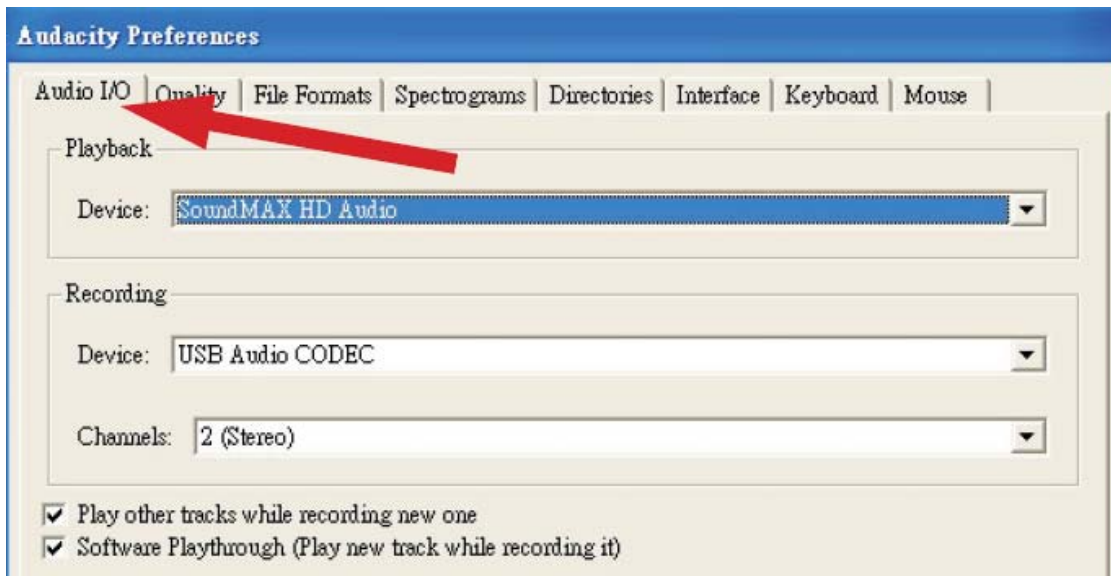 Audacity Preferences
Audio I/O Quality File Formats Spectrograms Directories Interface Keyboard Mouse
Playback
Device: SoundMAX HD Audio
Recording
Device: USB Audio CODEC
Channels: 2 (Stereo)
Play other tracks while recording new one
Software Playthrough (Play new track while recording it)